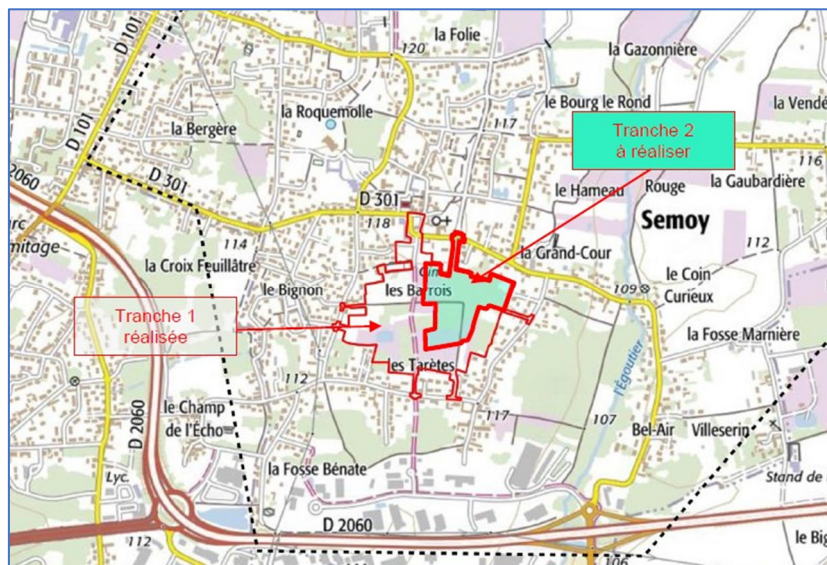 D 101
120
la Folie
la Gazonnière
la Roquemolle
le Bourg le Rond
la Vendé
D 101
la Bergère
117
Tranche 2
à réaliser
2060
D 301
116
D 301
le Hameau
Rouge
la Gaubardière
118
Semoy
mitage
114
la Grand-Cour
112
la Croix Feuillâtre
109
le Coin
Curieux
le Bignon
les Barrois
Tranche 1
réalisée
la Fosse Marnière
les Tarètes
l'Égoutier
112
D 2060
le Champ
de l'Écho
117
107
Bel-Air
Villeserin
la Fosse Bénate
Lyc.
Stand de
D 2060
112
le Big
106